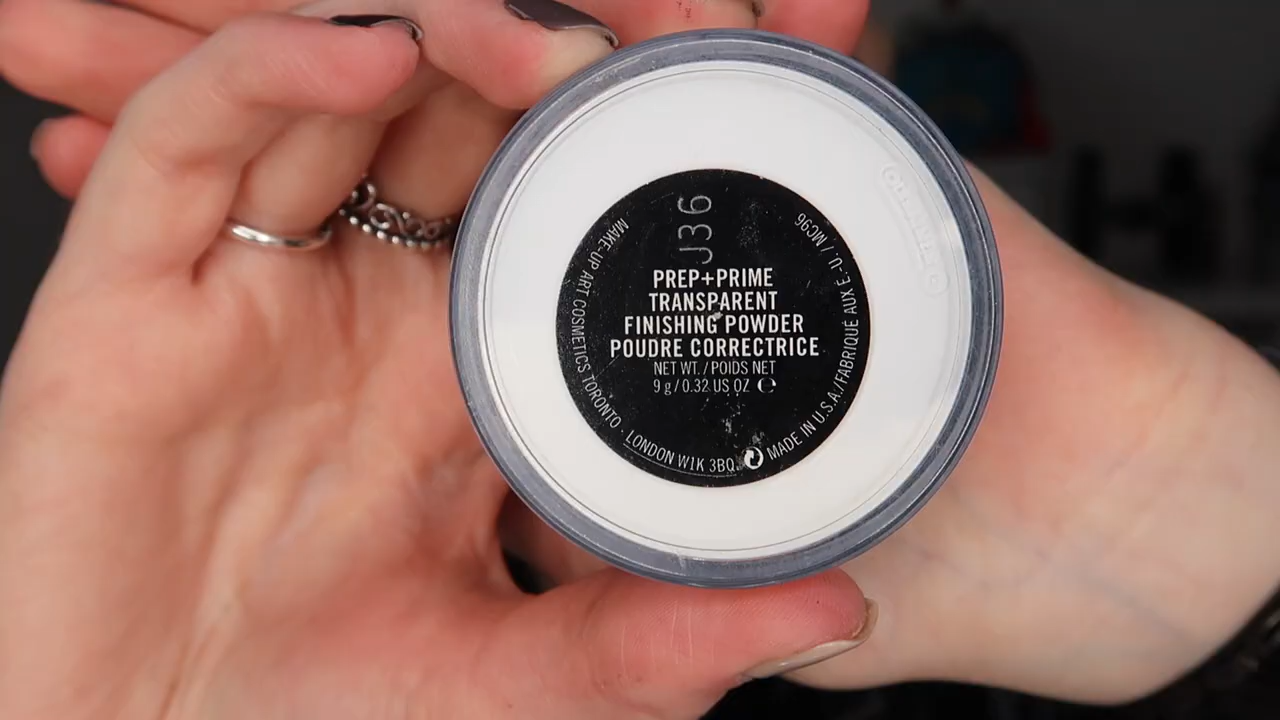 J36
PREP+PRIME
TRANSPARENT
FINISHING POWDER
POUDRE CORRECTRICE
NET WT. / POIDS NET
9 g / 0.32 US OZ ℮
MAKE-UP ART COSMETICS TORONTO · LONDON W1K 3BQ.
MADE IN U.S.A./FABRIQUÉ AUX É.-U. / MC96